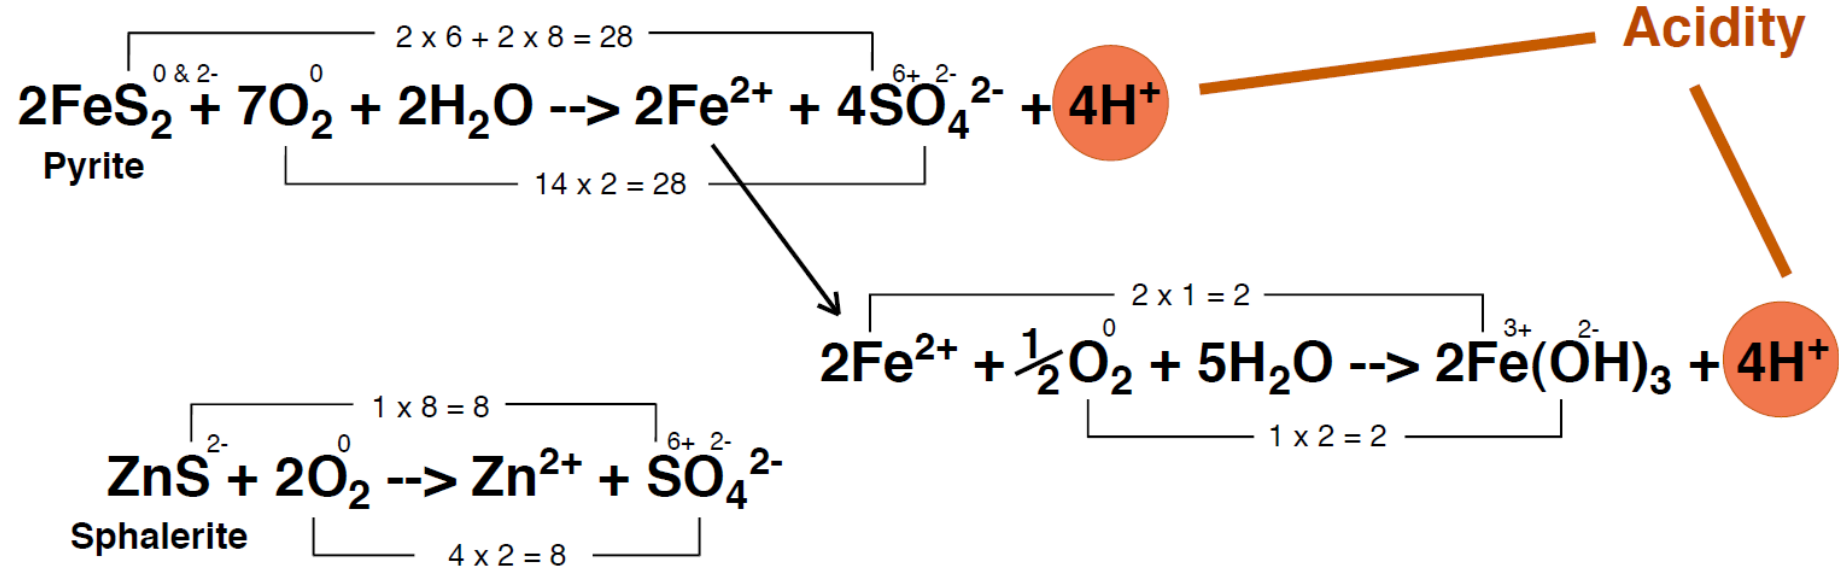 Acidity
2 x 6 + 2 x 8 = 28
0 & 2- 0 6+ 2-
2FeS₂ + 7O₂ + 2H₂O --> 2Fe²⁺ + 4SO₄²⁻ + 4H⁺
Pyrite
14 x 2 = 28
2 x 1 = 2
0 3+ 2-
2Fe²⁺ + 1/2O₂ + 5H₂O --> 2Fe(OH)₃ + 4H⁺
1 x 2 = 2
1 x 8 = 8
2- 0 6+ 2-
ZnS + 2O₂ --> Zn²⁺ + SO₄²⁻
Sphalerite
4 x 2 = 8